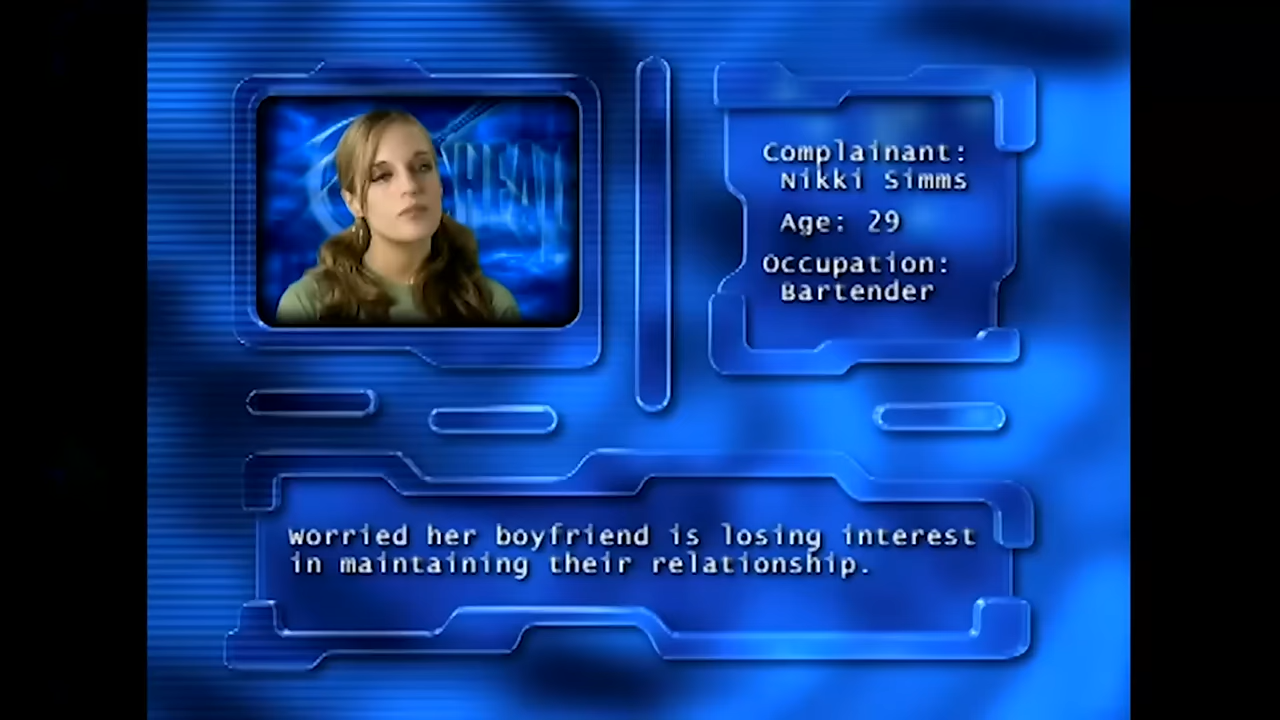 Complainant:
Nikki Simms
Age: 29
Occupation:
Bartender
Worried her boyfriend is losing interest
in maintaining their relationship.